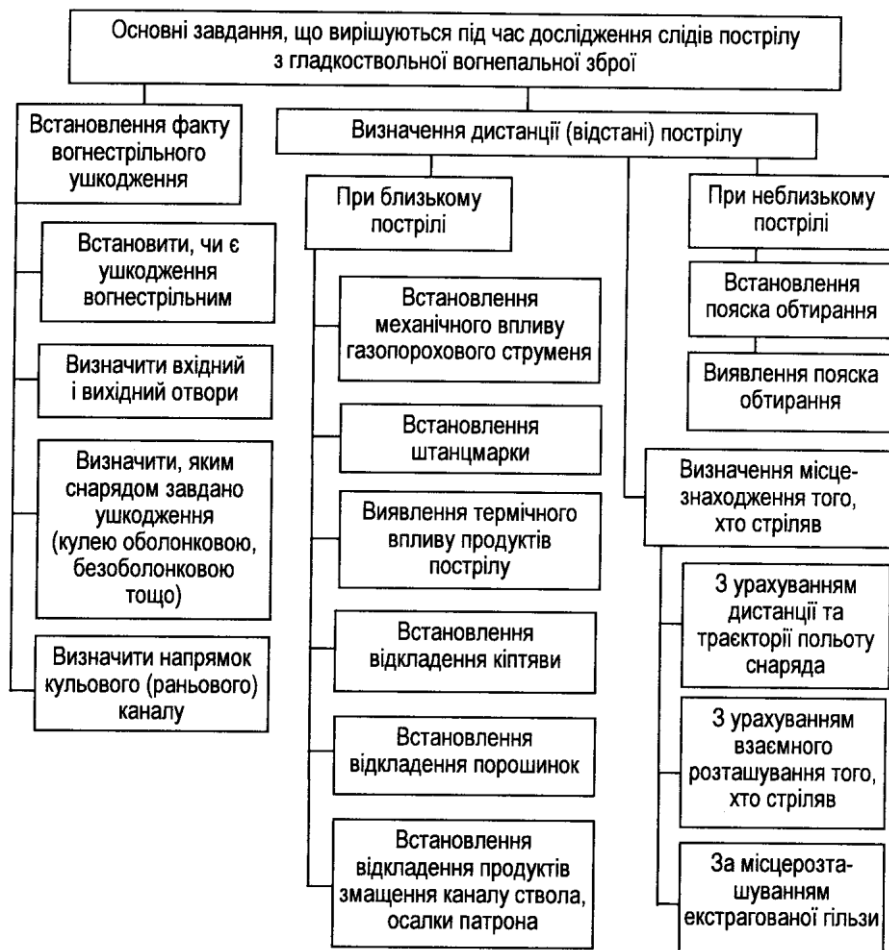 Основні завдання, що вирішуються під час дослідження слідів пострілу
з гладкоствольної вогнепальної зброї
Встановлення факту
вогнестрільного
ушкодження
Встановити, чи є
ушкодження
вогнестрільним
Визначити вхідний
і вихідний отвори
Визначити, яким
снарядом завдано
ушкодження
(кулею оболонковою,
безоболонковою
тощо)
Визначити напрямок
кульового (раньового)
каналу
Визначення дистанції (відстані) пострілу
При близькому
пострілі
Встановлення
механічного впливу
газопорохового струменя
Встановлення
штанцмарки
Виявлення термічного
впливу продуктів
пострілу
Встановлення
відкладення кіптяви
Встановлення
відкладення порошинок
Встановлення
відкладення продуктів
змащення каналу ствола,
осалки патрона
При неблизькому
пострілі
Встановлення
пояска обтирання
Виявлення пояска
обтирання
Визначення місце-
знаходження того,
хто стріляв
З урахуванням
дистанції та
траєкторії польоту
снаряда
З урахуванням
взаємного
розташування того,
хто стріляв
За місцерозта-
шуванням
екстрагованої гільзи